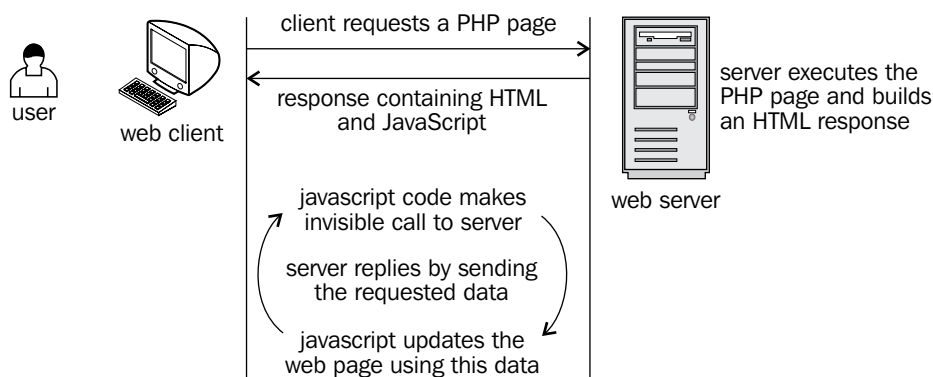 client requests a PHP page
user
web client
response containing HTML
and JavaScript
server executes the
PHP page and builds
an HTML response
web server
javascript code makes
invisible call to server
server replies by sending
the requested data
javascript updates the
web page using this data